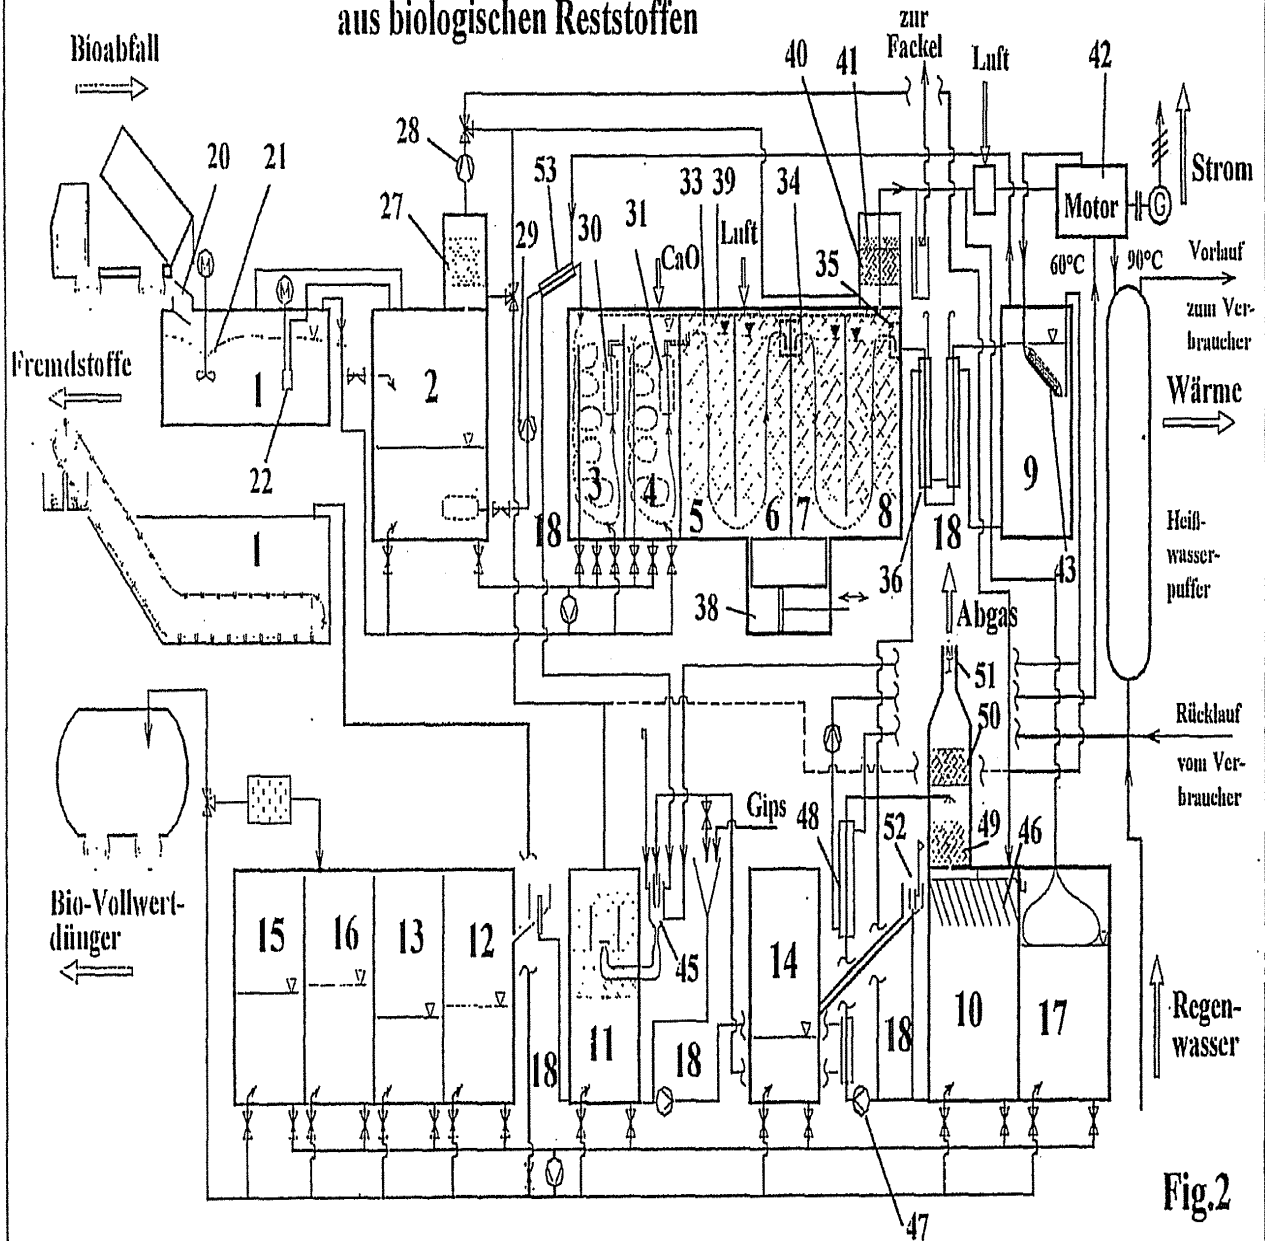 aus biologischen Reststoffen
Bioabfall
zur
Fackel
Luft
40
41
42
20
21
28
53
33
39
34
Strom
Motor
G
M
M
27
29
30
31
Luft
CaO
35
60°C
90°C
Vorlauf
zum Ver-
braucher
Wärme
Fremdstoffe
1
2
22
3
4
5
6
7
8
9
18
18
36
43
38
1
Heiß-
wasser-
puffer
Abgas
M
51
50
Rücklauf
vom Ver-
braucher
Gips
48
52
49
46
Bio-Vollwert-
dünger
15
16
13
12
45
14
10
17
11
18
18
18
Regen-
wasser
47
Fig.2